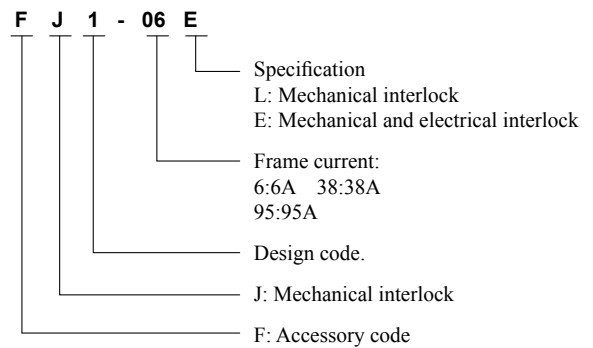 F J 1 - 06 E
Specification
L: Mechanical interlock
E: Mechanical and electrical interlock
Frame current:
6:6A 38:38A
95:95A
Design code.
J: Mechanical interlock
F: Accessory code